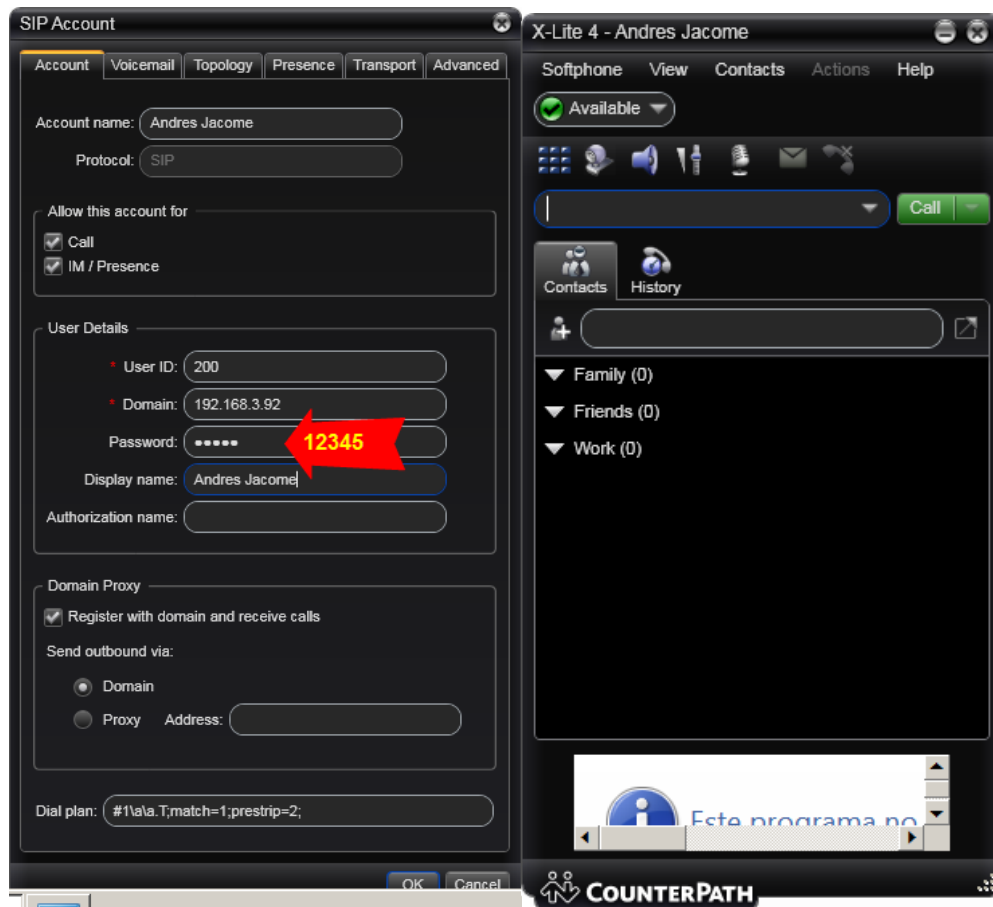 SIP Account
Account Voicemail Topology Presence Transport Advanced
Account name: Andres Jacome
Protocol: SIP
Allow this account for
Call
IM / Presence
User Details
* User ID: 200
* Domain: 192.168.3.92
Password: ••••• 12345
Display name: Andres Jacome
Authorization name:
Domain Proxy
Register with domain and receive calls
Send outbound via:
Domain
Proxy Address:
Dial plan: #1\a\a.T;match=1;prestrip=2;
OK Cancel
X-Lite 4 - Andres Jacome
Softphone View Contacts Actions Help
Available
Call
Contacts History
Family (0)
Friends (0)
Work (0)
Este programa no
COUNTERPATH